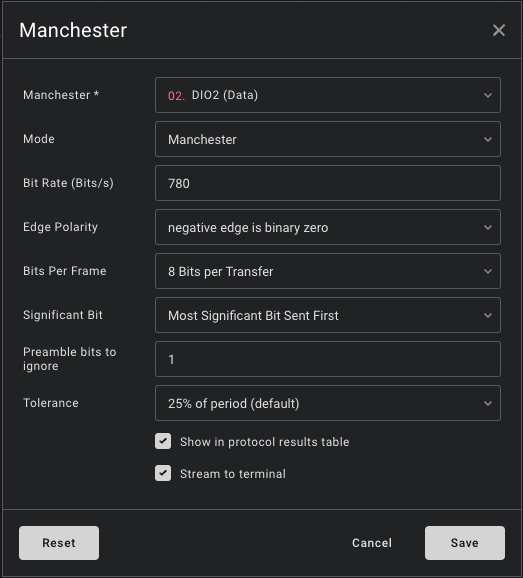 Manchester
Manchester *
02. DIO2 (Data)
Mode
Manchester
Bit Rate (Bits/s)
780
Edge Polarity
negative edge is binary zero
Bits Per Frame
8 Bits per Transfer
Significant Bit
Most Significant Bit Sent First
Preamble bits to
ignore
1
Tolerance
25% of period (default)
Show in protocol results table
Stream to terminal
Reset
Cancel
Save